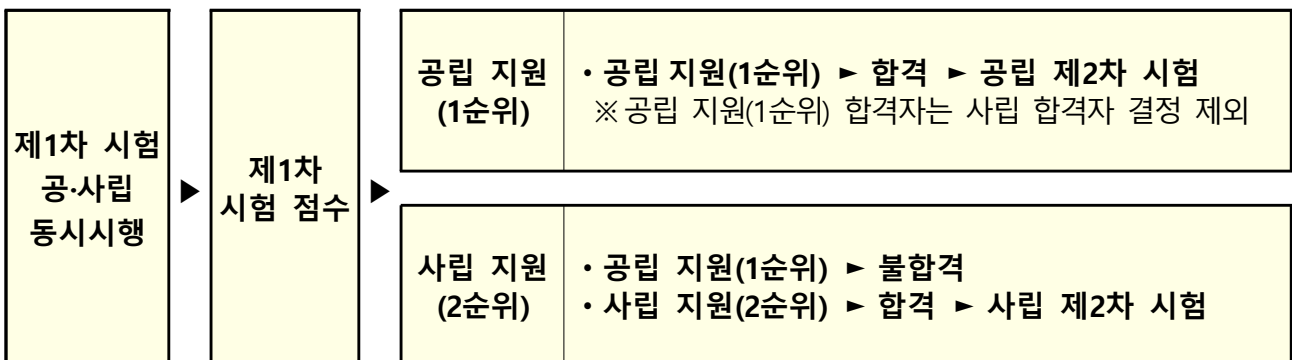 제1차 시험
공·사립
동시시행
▶
제1차
시험 점수
▶
공립 지원
(1순위)
• 공립 지원(1순위) ► 합격 ► 공립 제2차 시험
※ 공립 지원(1순위) 합격자는 사립 합격자 결정 제외
사립 지원
(2순위)
• 공립 지원(1순위) ► 불합격
• 사립 지원(2순위) ► 합격 ► 사립 제2차 시험